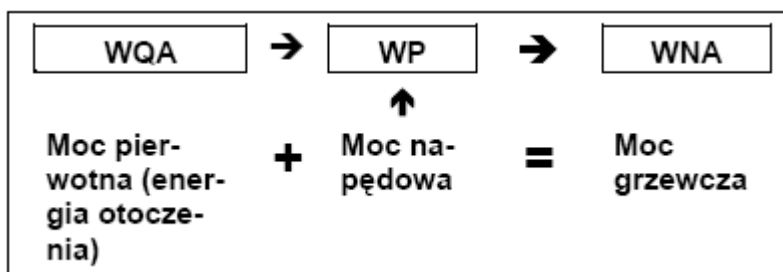 WQA → WP → WNA
↑
Moc pier- + Moc na- = Moc
wotna (ener- pędowa grzewcza
gia otocze-
nia)